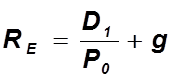 R_E = D_1 / P_0 + g